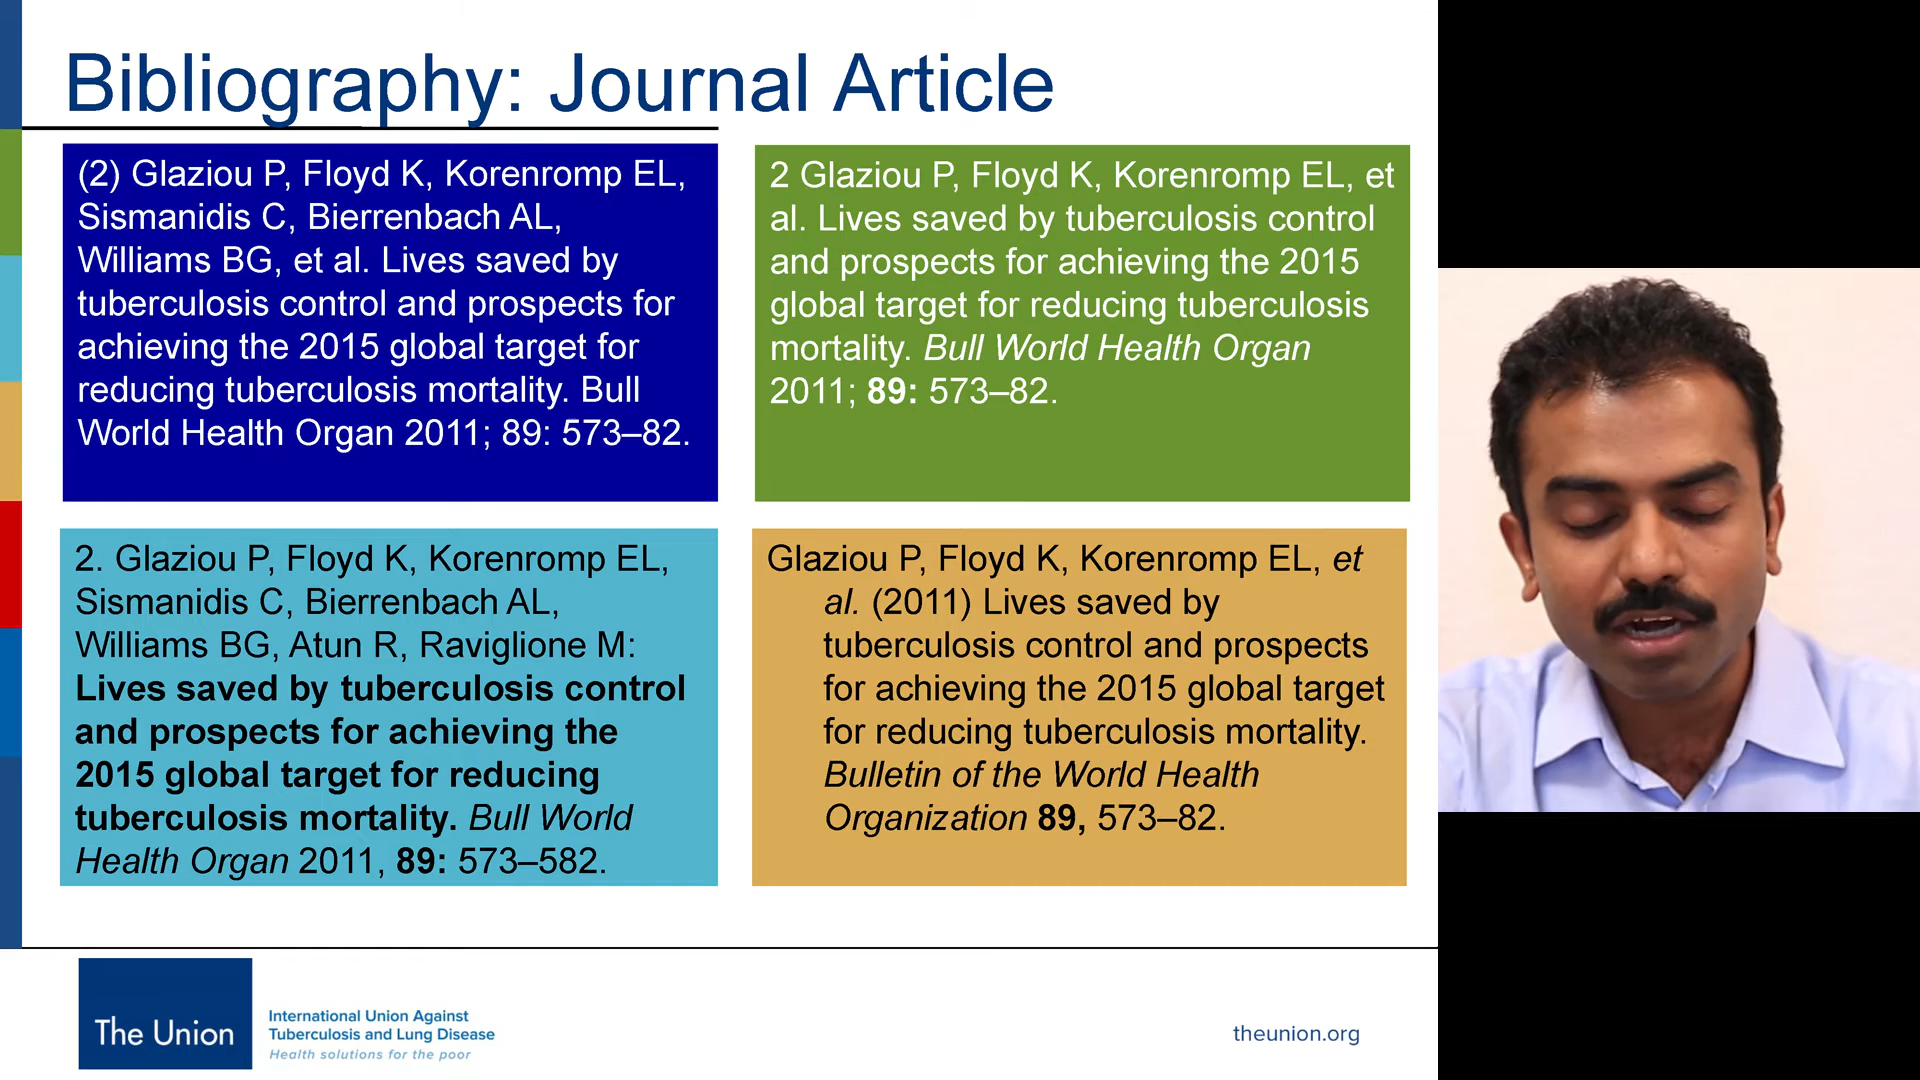 Bibliography: Journal Article
(2) Glaziou P, Floyd K, Korenromp EL,
Sismanidis C, Bierrenbach AL,
Williams BG, et al. Lives saved by
tuberculosis control and prospects for
achieving the 2015 global target for
reducing tuberculosis mortality. Bull
World Health Organ 2011; 89: 573–82.
2 Glaziou P, Floyd K, Korenromp EL, et
al. Lives saved by tuberculosis control
and prospects for achieving the 2015
global target for reducing tuberculosis
mortality. Bull World Health Organ
2011; 89: 573–82.
2. Glaziou P, Floyd K, Korenromp EL,
Sismanidis C, Bierrenbach AL,
Williams BG, Atun R, Raviglione M:
Lives saved by tuberculosis control
and prospects for achieving the
2015 global target for reducing
tuberculosis mortality. Bull World
Health Organ 2011, 89: 573–582.
Glaziou P, Floyd K, Korenromp EL, et
al. (2011) Lives saved by
tuberculosis control and prospects
for achieving the 2015 global target
for reducing tuberculosis mortality.
Bulletin of the World Health
Organization 89, 573–82.
The Union
International Union Against
Tuberculosis and Lung Disease
Health solutions for the poor
theunion.org